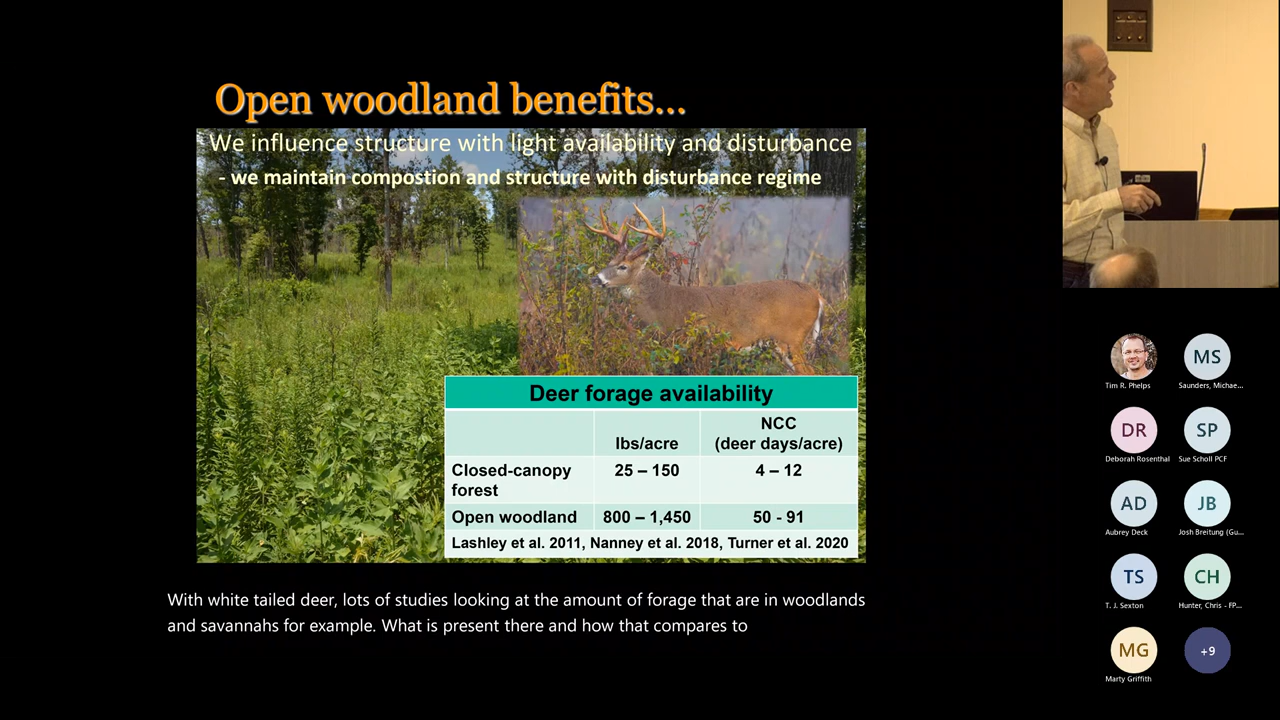 Open woodland benefits...
We influence structure with light availability and disturbance
- we maintain compostion and structure with disturbance regime
Deer forage availability
lbs/acre
NCC
(deer days/acre)
Closed-canopy
forest
25 – 150
4 – 12
Open woodland
800 – 1,450
50 - 91
Lashley et al. 2011, Nanney et al. 2018, Turner et al. 2020
With white tailed deer, lots of studies looking at the amount of forage that are in woodlands
and savannahs for example. What is present there and how that compares to
Tim R. Phelps
MS
Saunders, Michae...
DR
Deborah Rosenthal
SP
Sue Scholl PCF
AD
Aubrey Deck
JB
Josh Breitung (Gu...
TS
T. J. Sexton
CH
Hunter, Chris - FP...
MG
Marty Griffith
+9